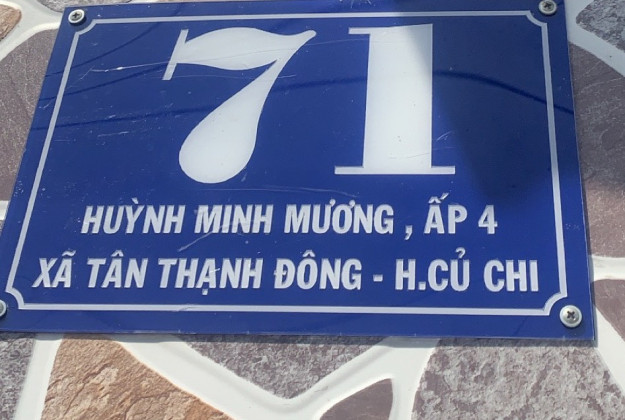 71
HUỲNH MINH MƯƠNG , ẤP 4
XÃ TÂN THẠNH ĐÔNG - H.CỦ CHI